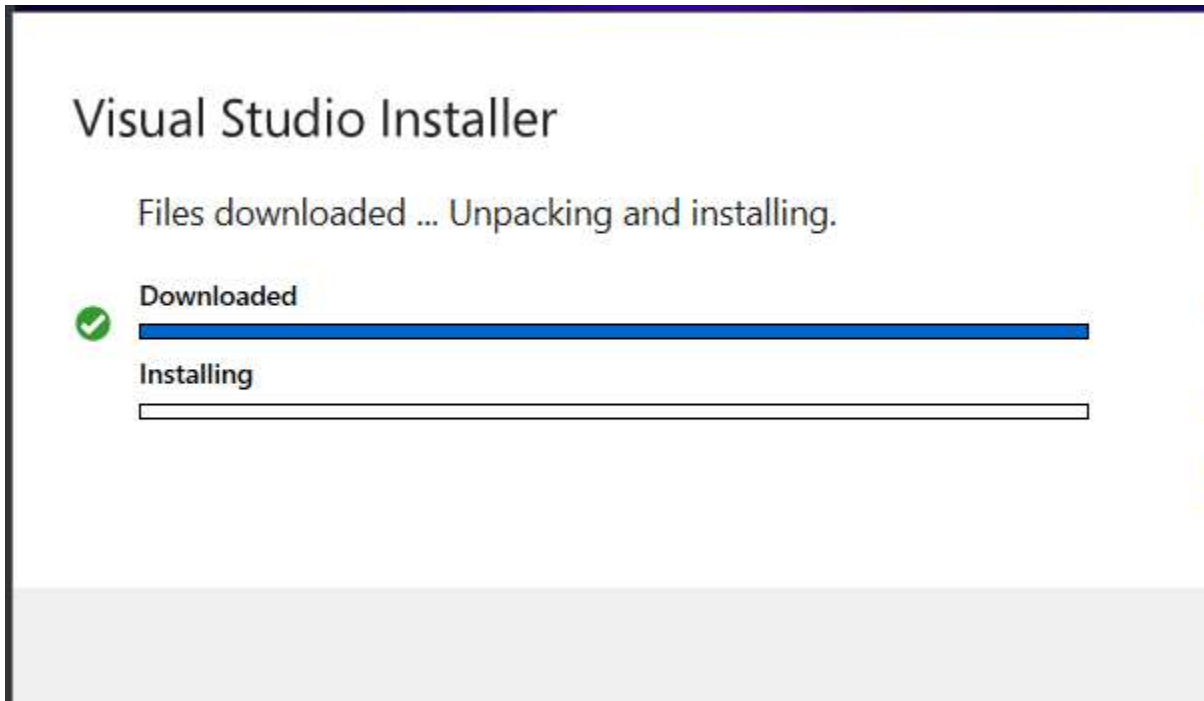 Visual Studio Installer
Files downloaded ... Unpacking and installing.
Downloaded
Installing